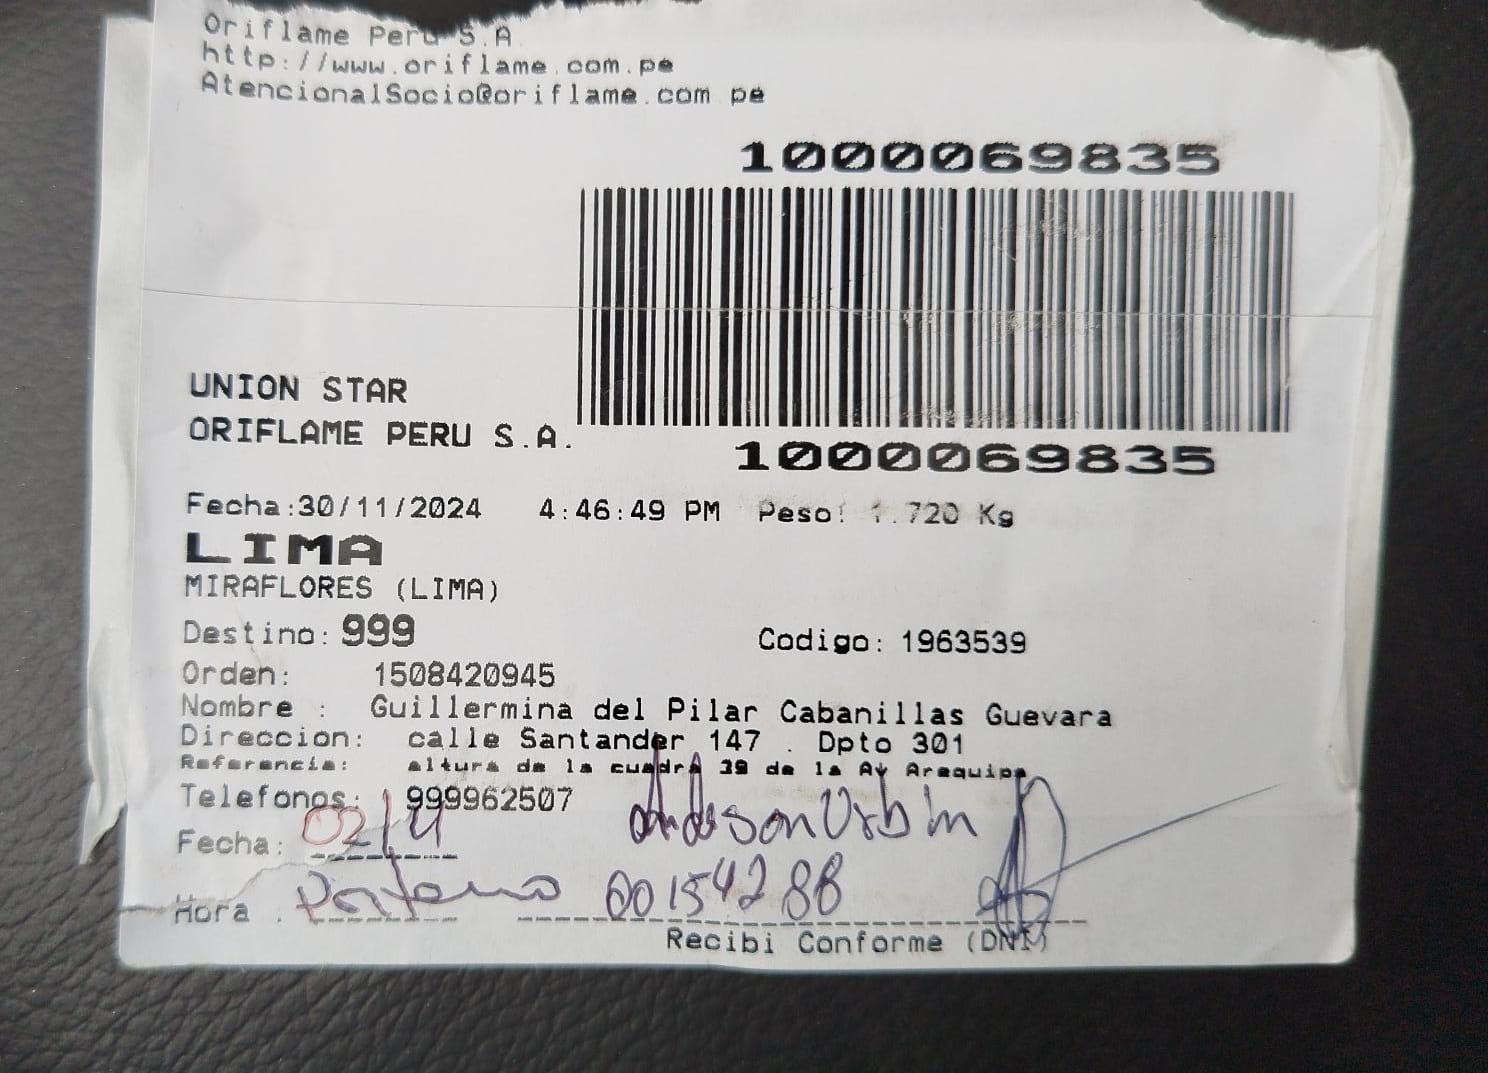 Oriflame Peru S.A
http://www.oriflame.com.pe
AtencionalSocio@oriflame.com pe
1000069835
UNION STAR
ORIFLAME PERU S.A.
1000069835
Fecha:30/11/2024 4:46:49 PM Peso: 1.720 Kg
LIMA
MIRAFLORES (LIMA)
Destino: 999 Codigo: 1963539
Orden: 1508420945
Nombre : Guillermina del Pilar Cabanillas Guevara
Direccion: calle Santander 147 . Dpto 301
Referencia: altura de la cuadra 39 de la Av Arequipa
Telefonos: 999962507
Fecha: 02/
Hora : 00154288
Recibi Conforme (DNI)